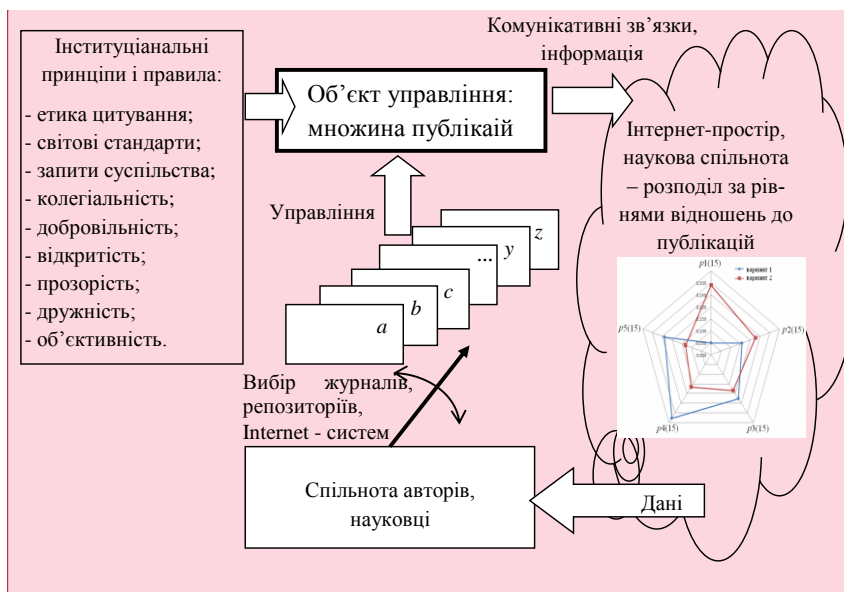 Інституціанальні
принціпи і правила:
- етика цитування;
- світові стандарти;
- запити суспільства;
- колегіальність;
- добровільність;
- відкритість;
- прозорість;
- дружність;
- об’єктивність.
Об’єкт управління:
множина публікаій
Комунікативні зв’язки,
інформація
Інтернет-простір,
наукова спільнота
– розподіл за рів-
нями відношень до
публікацій
p1(15)
вариант 1
вариант 2
p2(15)
p3(15)
p4(15)
p5(15)
Управління
z
y
...
c
b
a
Вибір журналів,
репозиторіїв,
Internet - систем
Спільнота авторів,
науковці
Дані